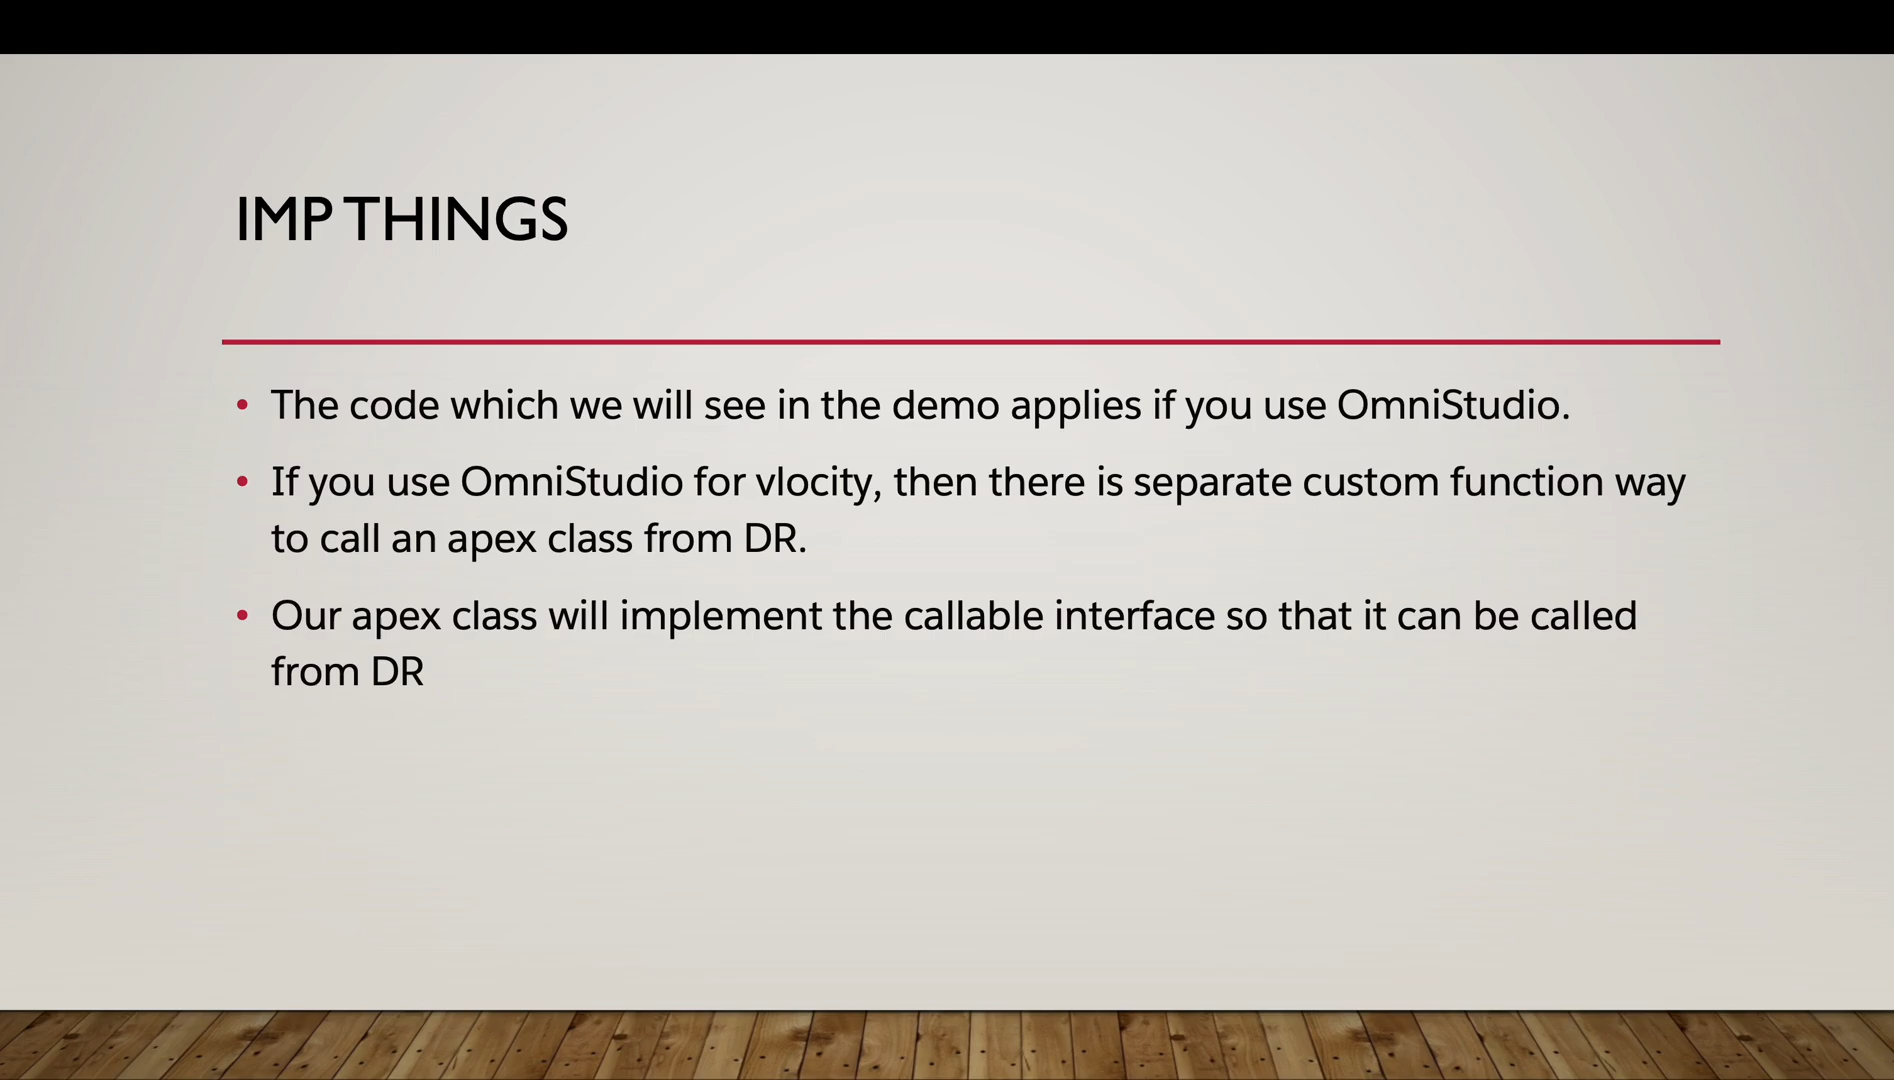 IMP THINGS
• The code which we will see in the demo applies if you use OmniStudio.
• If you use OmniStudio for vlocity, then there is separate custom function way
to call an apex class from DR.
• Our apex class will implement the callable interface so that it can be called
from DR